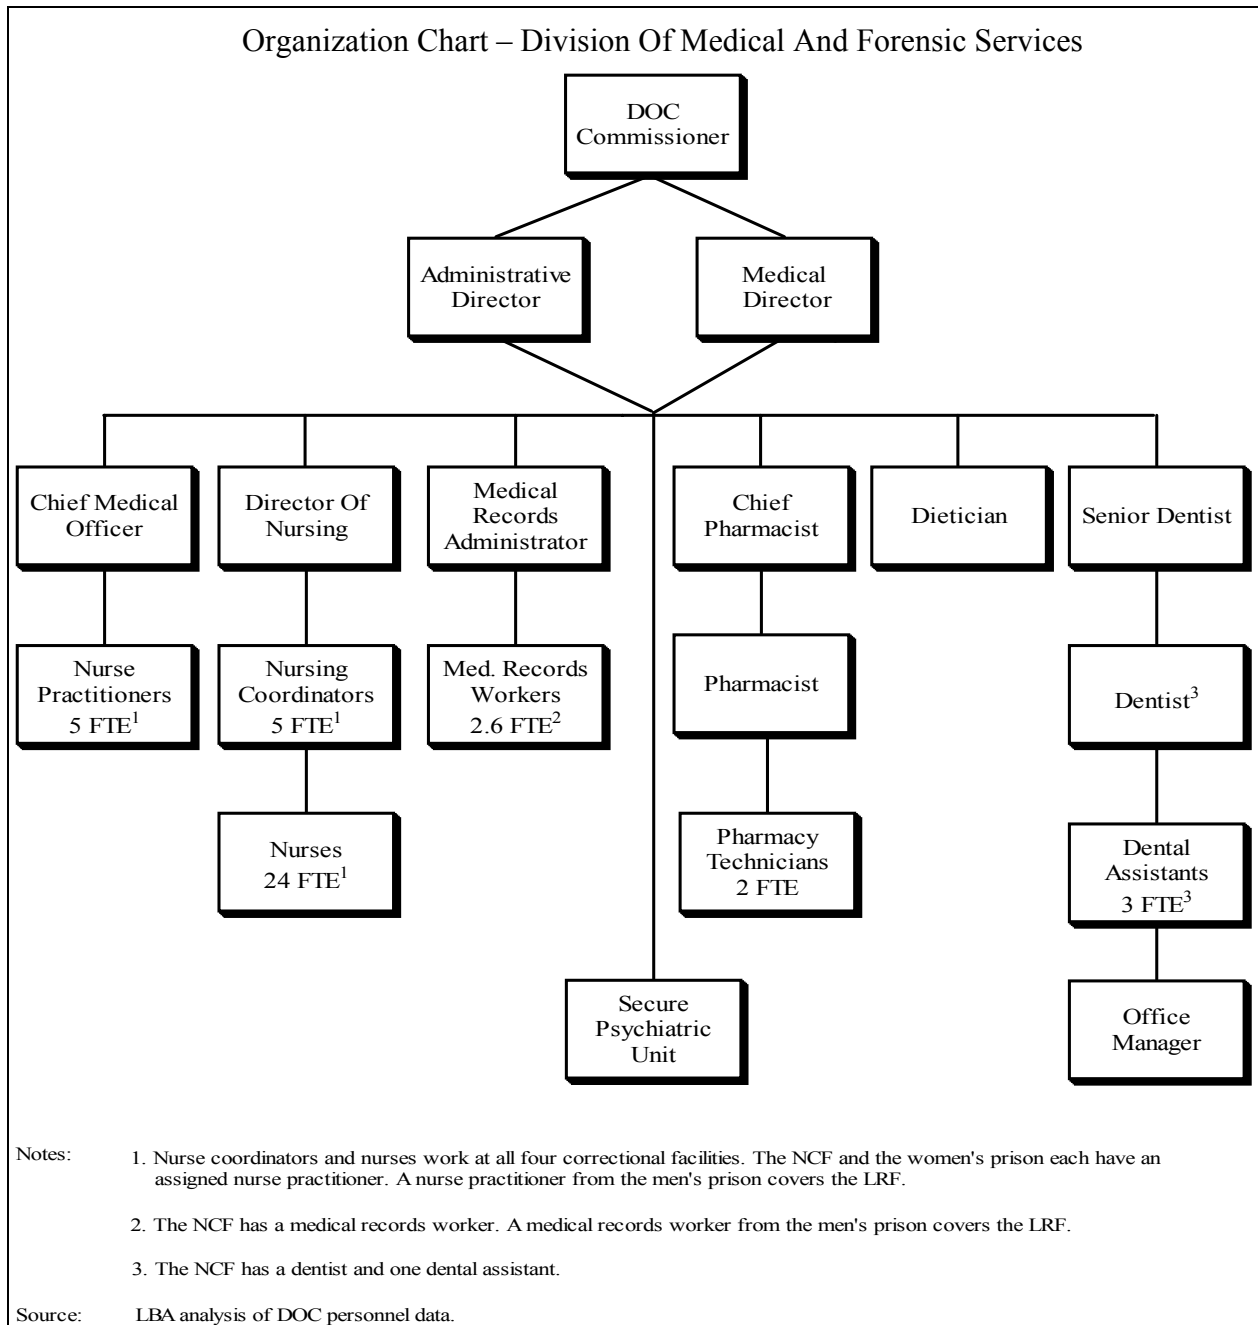 Organization Chart – Division Of Medical And Forensic Services
DOC
Commissioner
Administrative
Director
Medical
Director
Chief Medical
Officer
Director Of
Nursing
Medical
Records
Administrator
Chief
Pharmacist
Dietician
Senior Dentist
Nurse
Practitioners
5 FTE1
Nursing
Coordinators
5 FTE1
Med. Records
Workers
2.6 FTE2
Pharmacist
Dentist3
Nurses
24 FTE1
Pharmacy
Technicians
2 FTE
Dental
Assistants
3 FTE3
Secure
Psychiatric
Unit
Office
Manager
Notes: 1. Nurse coordinators and nurses work at all four correctional facilities. The NCF and the women's prison each have an
assigned nurse practitioner. A nurse practitioner from the men's prison covers the LRF.
2. The NCF has a medical records worker. A medical records worker from the men's prison covers the LRF.
3. The NCF has a dentist and one dental assistant.
Source: LBA analysis of DOC personnel data.